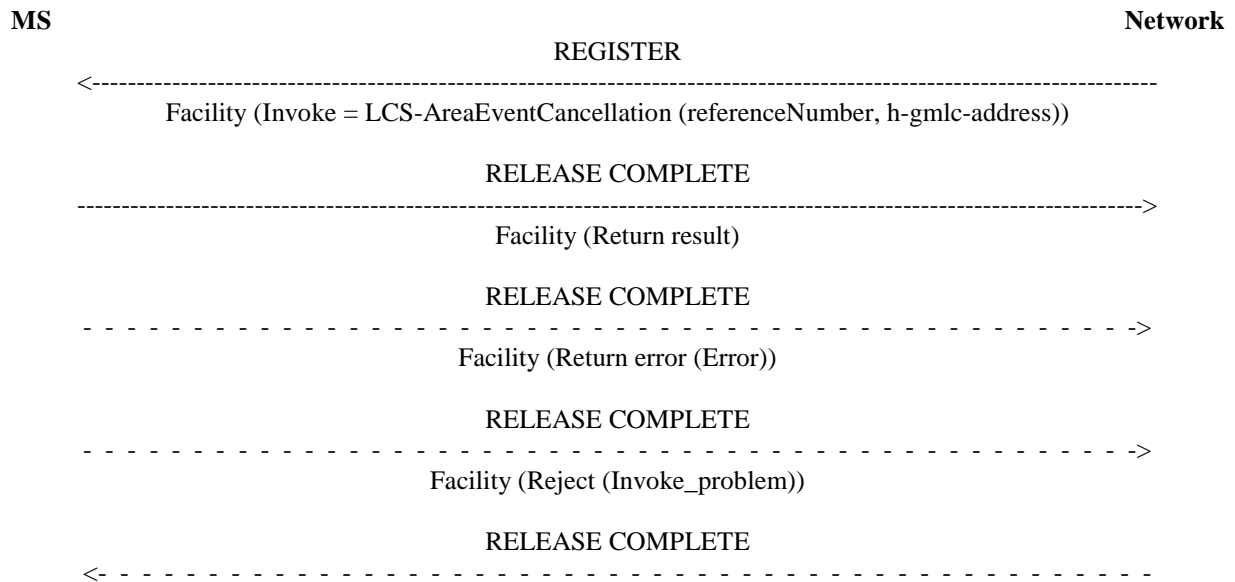 MS Network
REGISTER
<------------------------------------------------------------------------------------------------------------------------
Facility (Invoke = LCS-AreaEventCancellation (referenceNumber, h-gmlc-address))
RELEASE COMPLETE
------------------------------------------------------------------------------------------------------------------------>
Facility (Return result)
RELEASE COMPLETE
- - - - - - - - - - - - - - - - - - - - - - - - - - - - - - - - - - - - - - - - - - - - - - - - - - - - - - - - - ->
Facility (Return error (Error))
RELEASE COMPLETE
- - - - - - - - - - - - - - - - - - - - - - - - - - - - - - - - - - - - - - - - - - - - - - - - - - - - - - - - - ->
Facility (Reject (Invoke_problem))
RELEASE COMPLETE
<- - - - - - - - - - - - - - - - - - - - - - - - - - - - - - - - - - - - - - - - - - - - - - - - - - - - - - - - - -